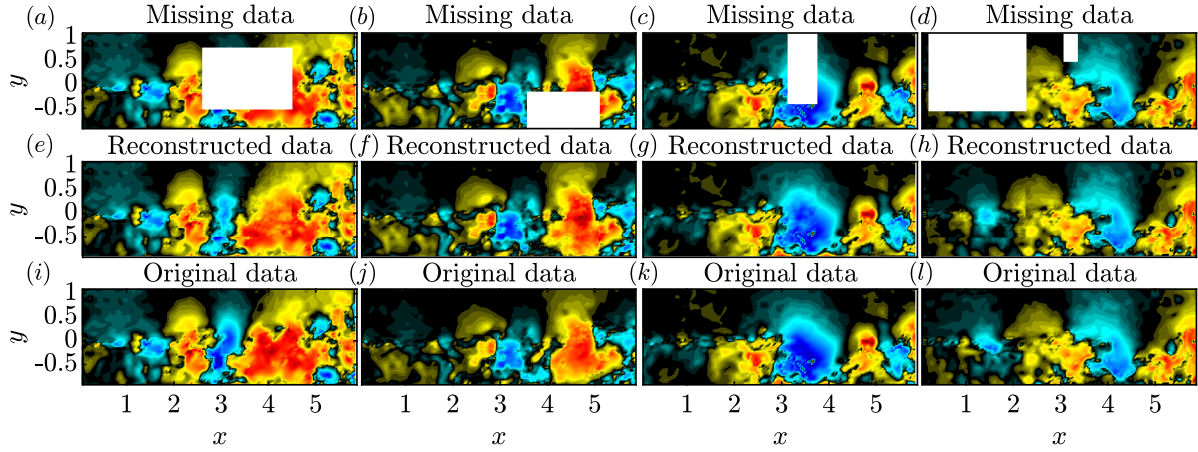 (a) Missing data (b) Missing data (c) Missing data (d) Missing data
1
0.5
y
0
-0.5
(e) Reconstructed data (f) Reconstructed data (g) Reconstructed data (h) Reconstructed data
1
0.5
y
0
-0.5
(i) Original data (j) Original data (k) Original data (l) Original data
1
0.5
y
0
-0.5
1 2 3 4 5 1 2 3 4 5 1 2 3 4 5 1 2 3 4 5
x x x x